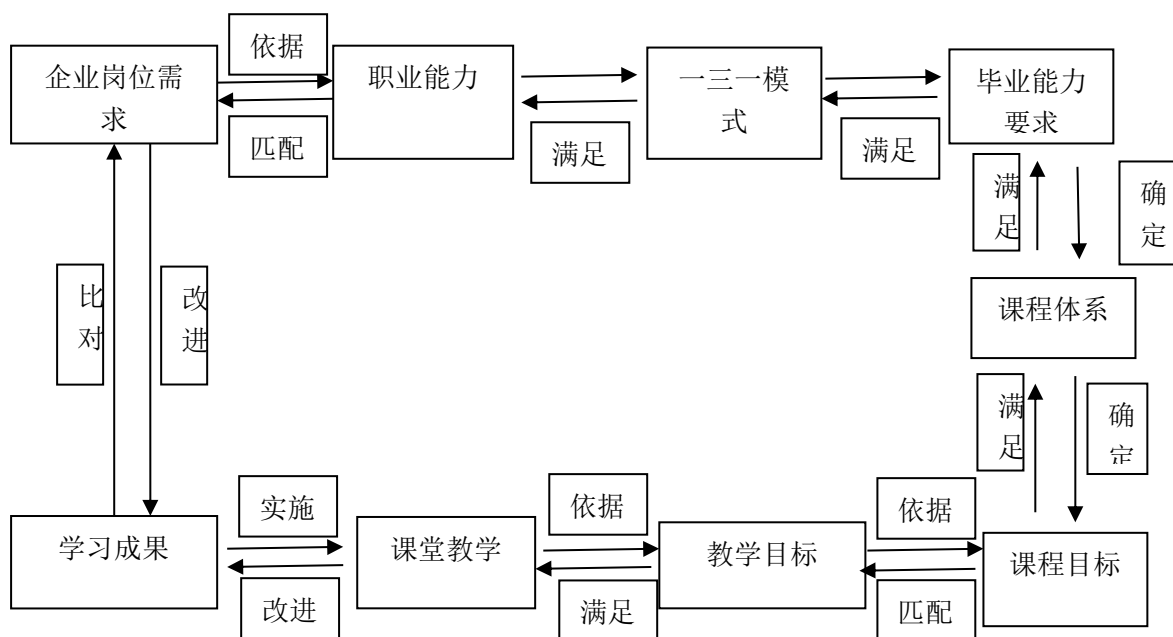 依据
企业岗位需
求
职业能力
一三一模
式
毕业能力
要求
匹配
满足
满足
满
足
确
定
比
对
改
进
课程体系
满
足
确
定
实施
依据
依据
学习成果
课堂教学
教学目标
课程目标
改进
满足
匹配